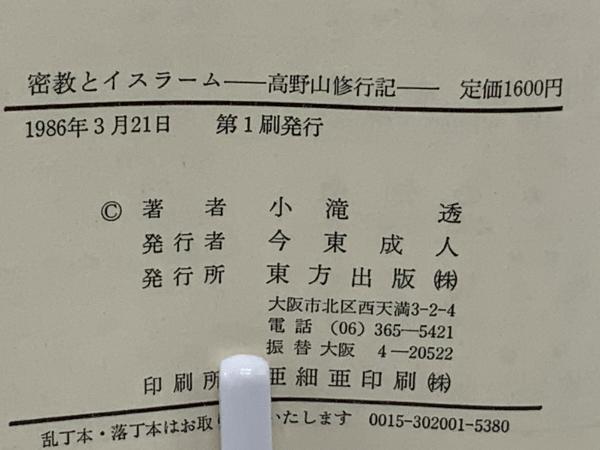 密教とイスラーム――高野山修行記―― 定価1600円
1986年3月21日 第1刷発行
© 著者 小滝透
発行者 今東成人
発行所 東方出版㈱
大阪市北区西天満3-2-4
電話 (06) 365―5421
振替 大阪 4―20522
印刷所 亜細亜印刷㈱
乱丁本・落丁本はお取 いたします 0015-302001-5380